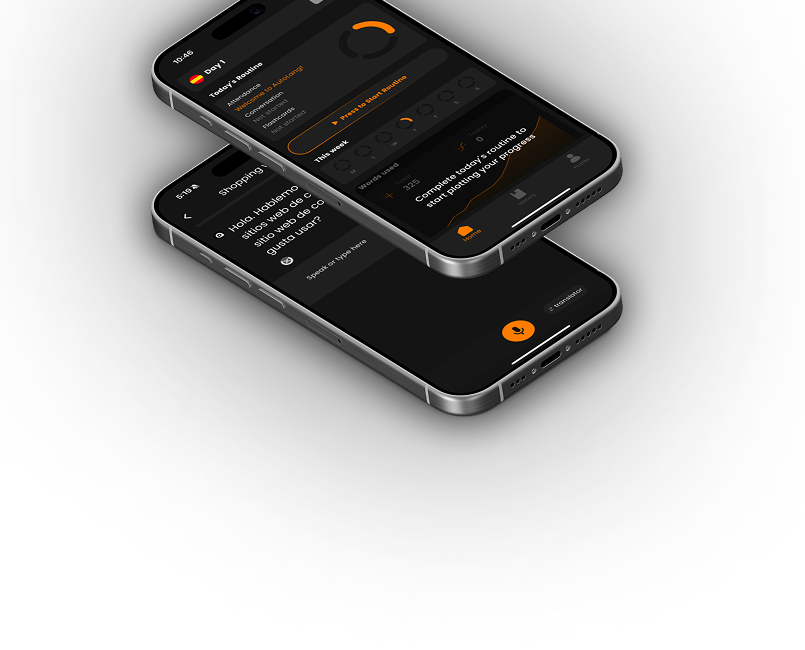 10:46
Day 1
Today's Routine
Attendance
Welcome to AutoLang!
Conversation
Not started
Flashcards
Not started
Press to Start Routine
This week
M
T
W
T
F
S
S
Words used
325
0
Complete today's routine to
start plotting your progress
Home
5:19
Shopping
Hola. Hablemo
sitios web de c
sitio web de co
gusta usar?
Speak or type here
translator